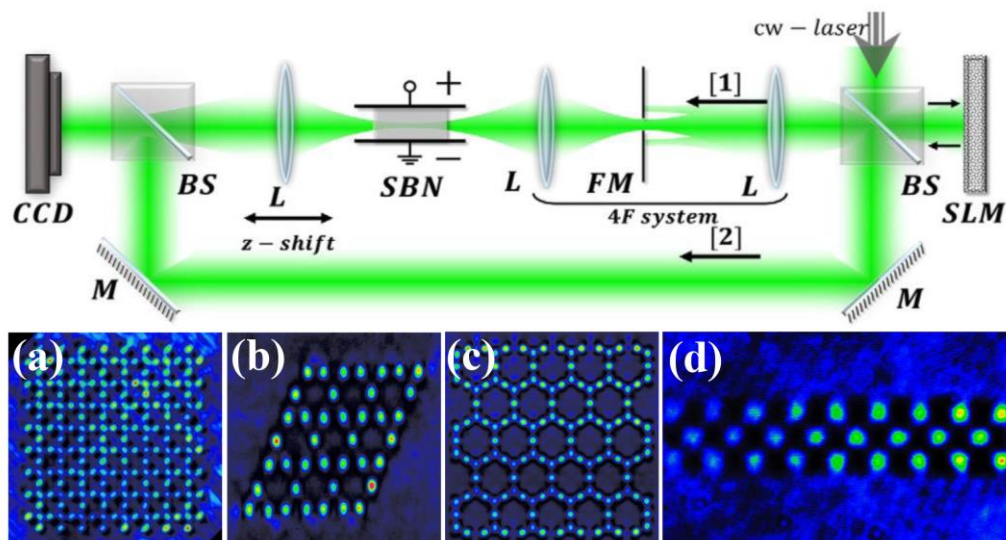 cw − laser
[1]
+
−
BS
L
SBN
L
FM
L
BS
CCD
SLM
z − shift
4F system
[2]
M
M
(a)
(b)
(c)
(d)